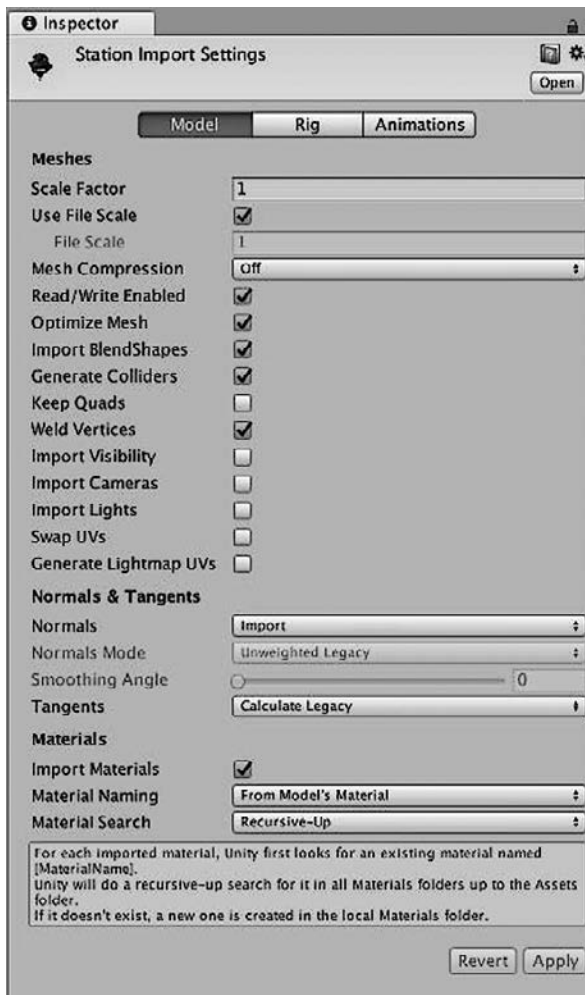 Inspector
Station Import Settings
Open
Model Rig Animations
Meshes
Scale Factor 1
Use File Scale
File Scale 1
Mesh Compression Off
Read/Write Enabled
Optimize Mesh
Import BlendShapes
Generate Colliders
Keep Quads
Weld Vertices
Import Visibility
Import Cameras
Import Lights
Swap UVs
Generate Lightmap UVs
Normals & Tangents
Normals Import
Normals Mode Unweighted Legacy
Smoothing Angle 0
Tangents Calculate Legacy
Materials
Import Materials
Material Naming From Model's Material
Material Search Recursive-Up
For each imported material, Unity first looks for an existing material named
[MaterialName].
Unity will do a recursive-up search for it in all Materials folders up to the Assets
folder.
If it doesn't exist, a new one is created in the local Materials folder.
Revert Apply